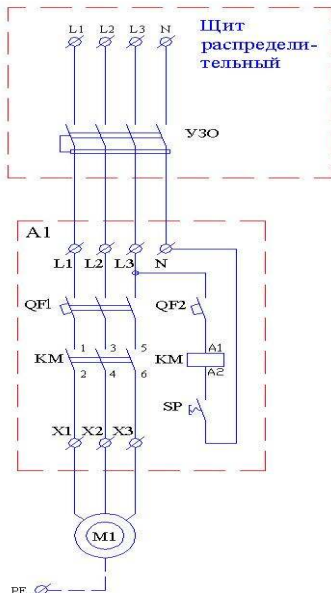 L1 L2 L3 N
Щит
распредели-
тельный
УЗО
A1
L1 L2 L3 N
QF1
QF2
KM
1 3 5
2 4 6
KM
A1
A2
SP
X1 X2 X3
M1
PE